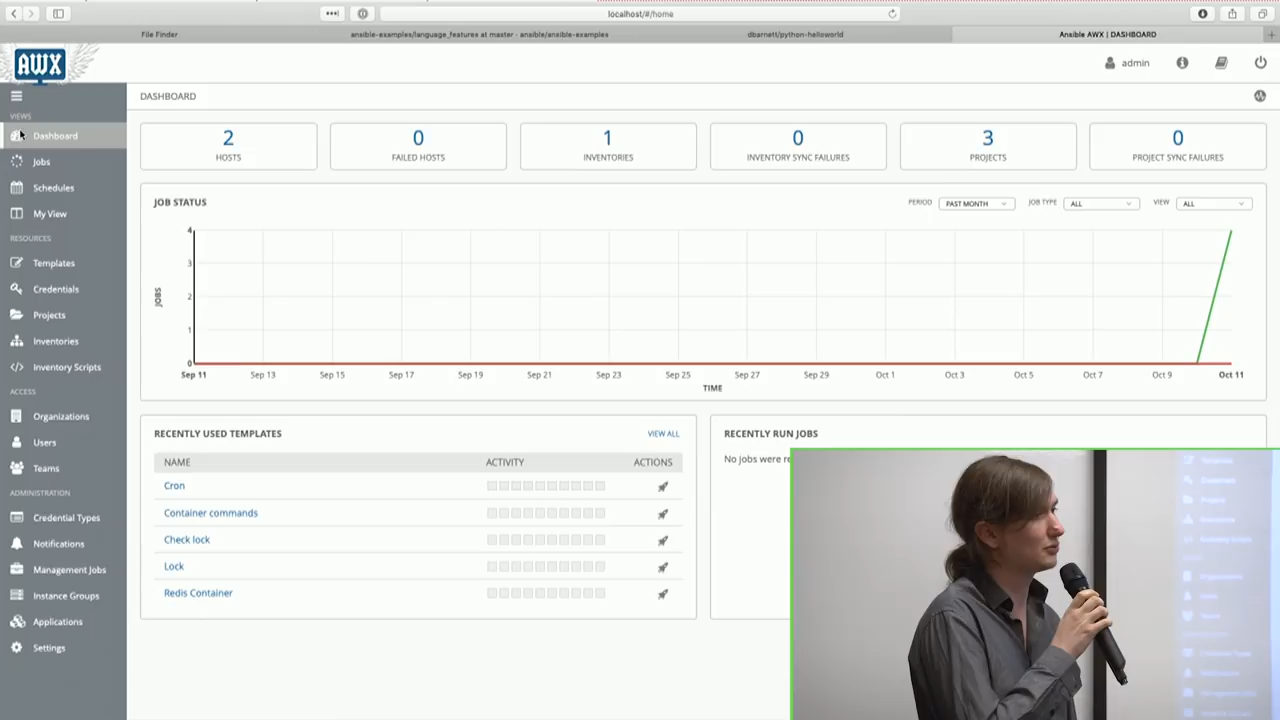 localhost/#/home
File Finder
ansible-examples/language_features at master · ansible/ansible-examples
dbarnett/python-helloworld
Ansible AWX | DASHBOARD
AWX
admin
VIEWS
Dashboard
Jobs
Schedules
My View
RESOURCES
Templates
Credentials
Projects
Inventories
Inventory Scripts
ACCESS
Organizations
Users
Teams
ADMINISTRATION
Credential Types
Notifications
Management Jobs
Instance Groups
Applications
Settings
DASHBOARD
2
HOSTS
0
FAILED HOSTS
1
INVENTORIES
0
INVENTORY SYNC FAILURES
3
PROJECTS
0
PROJECT SYNC FAILURES
JOB STATUS
PERIOD PAST MONTH JOB TYPE ALL VIEW ALL
JOBS
4
3
2
1
0
Sep 11 Sep 13 Sep 15 Sep 17 Sep 19 Sep 21 Sep 23 Sep 25 Sep 27 Sep 29 Oct 1 Oct 3 Oct 5 Oct 7 Oct 9 Oct 11
TIME
RECENTLY USED TEMPLATES VIEW ALL
NAME ACTIVITY ACTIONS
Cron
Container commands
Check lock
Lock
Redis Container
RECENTLY RUN JOBS
No jobs were